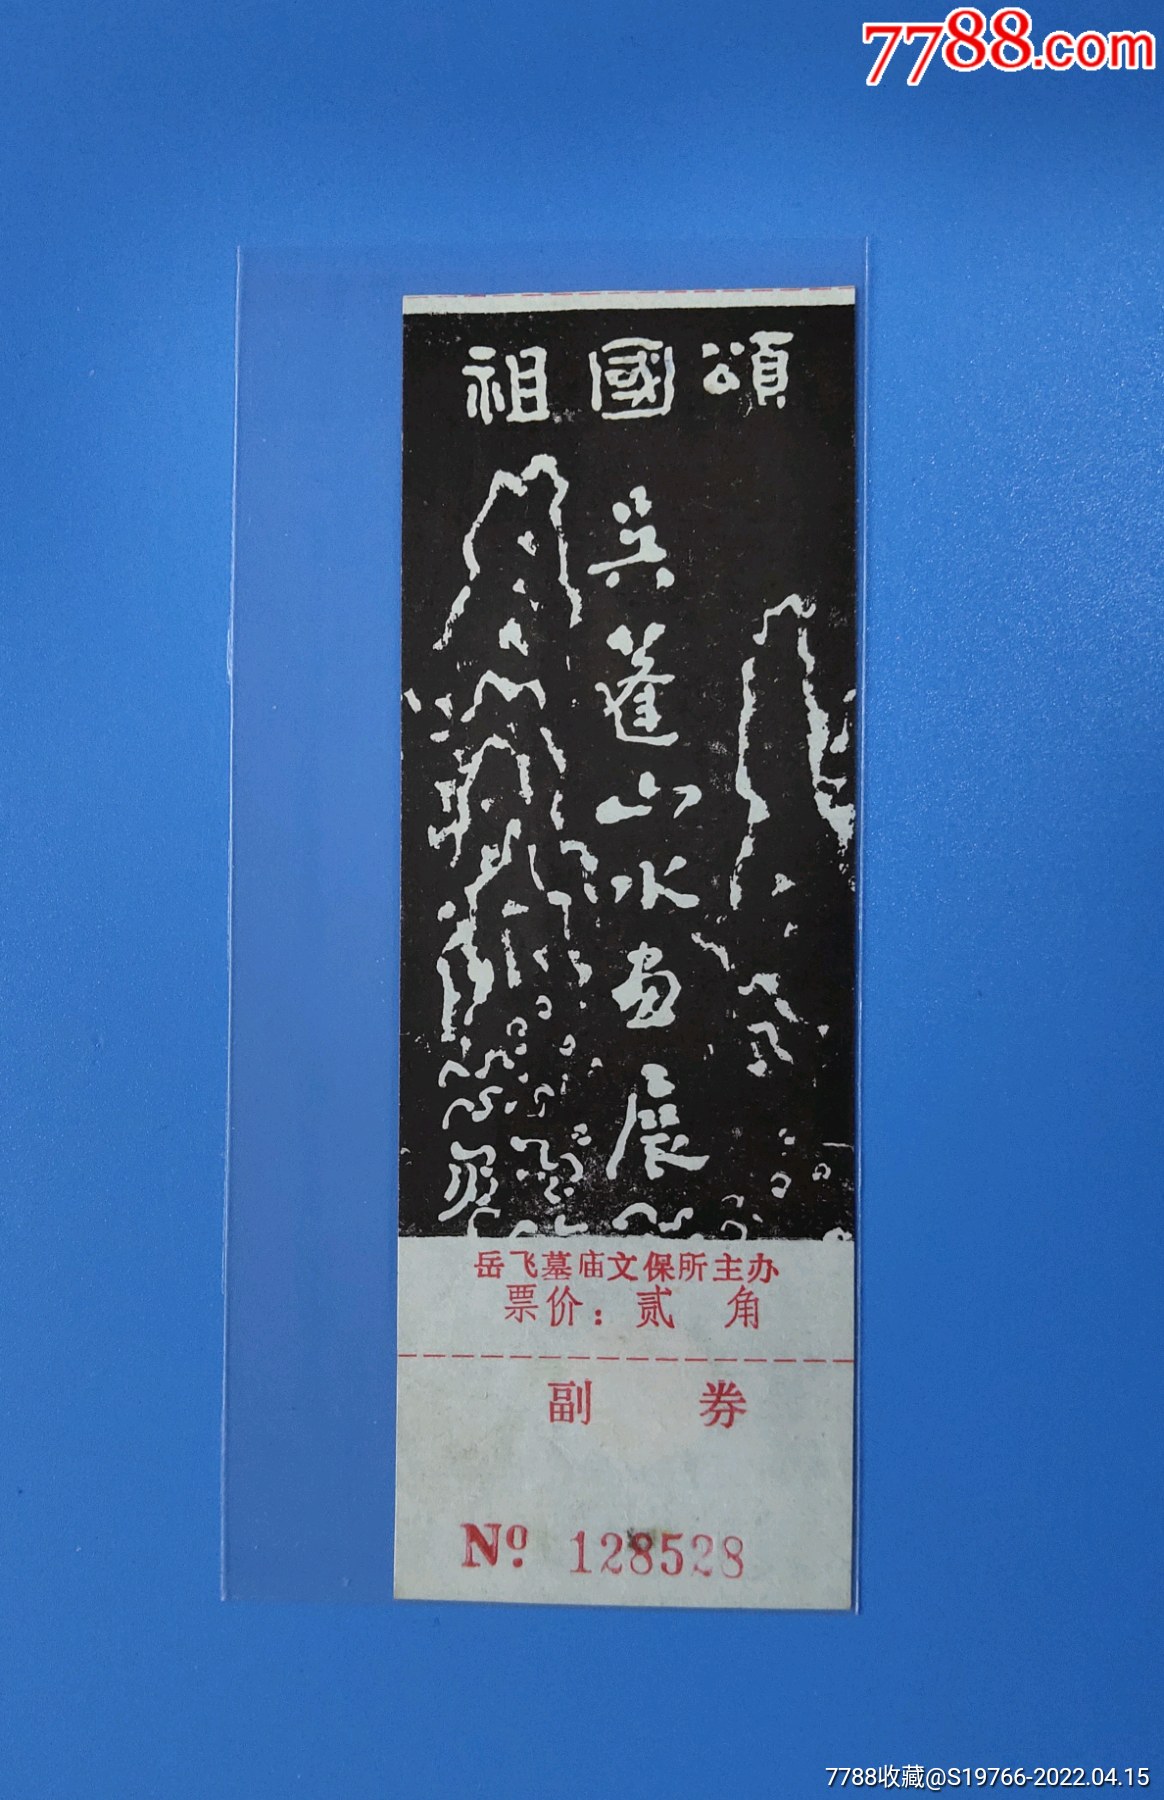 7788.com
祖國頌
吴蓬山水畫展
岳飞墓庙文保所主办
票价：贰 角
副 券
Nº 128528
7788收藏@S19766-2022.04.15